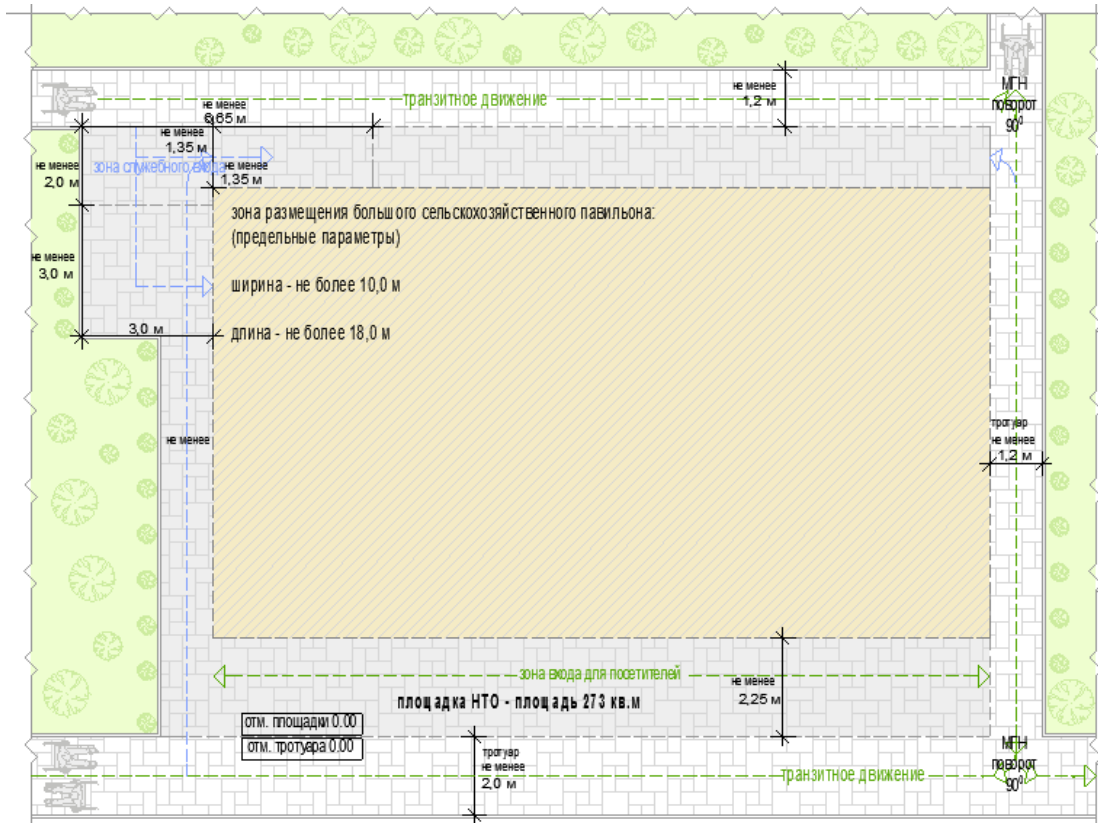 МГН
поворот
90⁰
транзитное движение
не менее
1,2 м
не менее
6,65 м
не менее
1,35 м
не менее
2,0 м
зона служебного входа
не менее
1,35 м
зона размещения большого сельскохозяйственного павильона:
(предельные параметры)
не менее
3,0 м
ширина - не более 10,0 м
3,0 м
длина - не более 18,0 м
не менее
тротуар
не менее
1,2 м
зона входа для посетителей
не менее
2,25 м
площадка НТО - площадь 273 кв.м
отм. площадки 0.00
отм. тротуара 0.00
тротуар
не менее
2,0 м
транзитное движение
МГН
поворот
90⁰